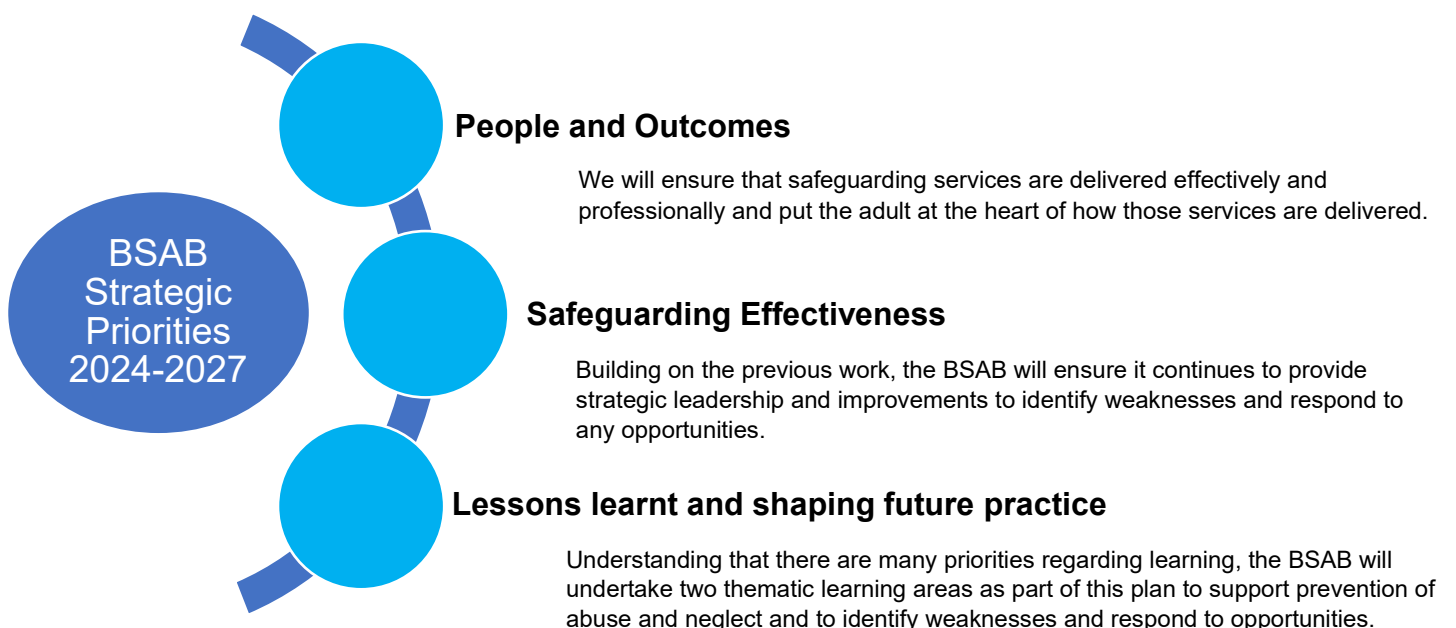 BSAB
Strategic
Priorities
2024-2027
People and Outcomes
We will ensure that safeguarding services are delivered effectively and
professionally and put the adult at the heart of how those services are delivered.
Safeguarding Effectiveness
Building on the previous work, the BSAB will ensure it continues to provide
strategic leadership and improvements to identify weaknesses and respond to
any opportunities.
Lessons learnt and shaping future practice
Understanding that there are many priorities regarding learning, the BSAB will
undertake two thematic learning areas as part of this plan to support prevention of
abuse and neglect and to identify weaknesses and respond to opportunities.